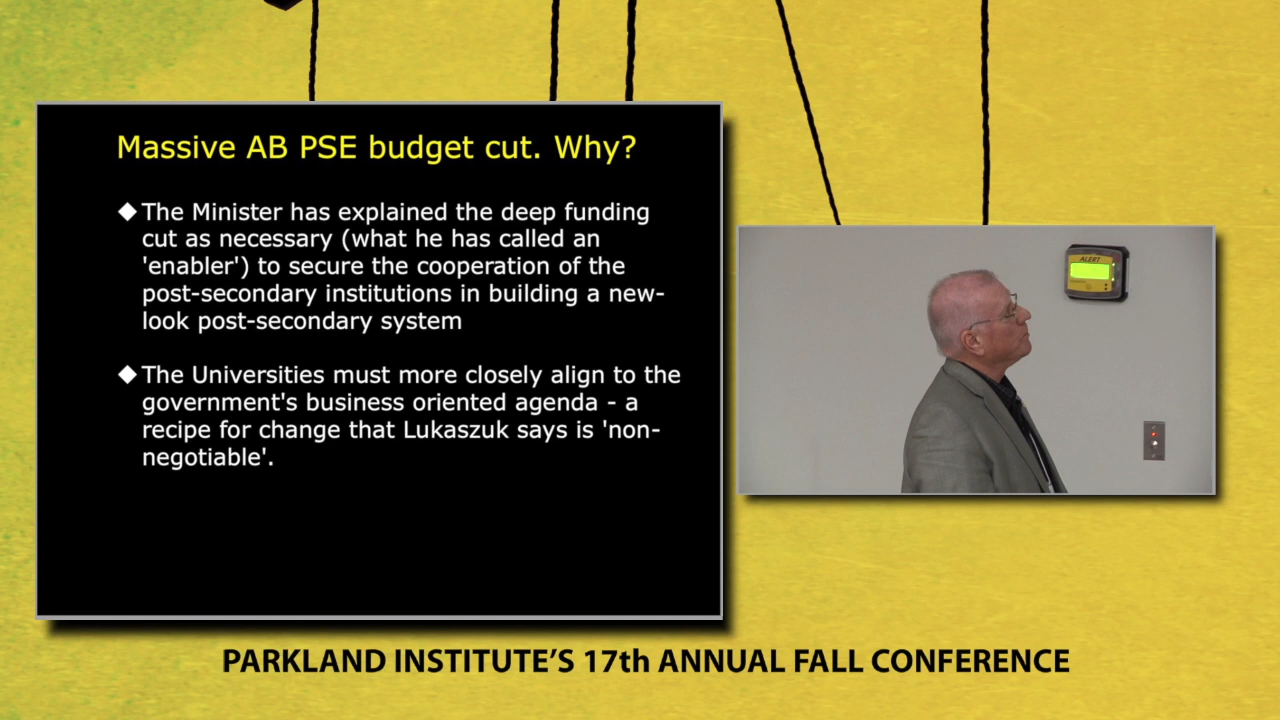 Massive AB PSE budget cut. Why?
◆The Minister has explained the deep funding
cut as necessary (what he has called an
'enabler') to secure the cooperation of the
post-secondary institutions in building a new-
look post-secondary system
◆The Universities must more closely align to the
government's business oriented agenda - a
recipe for change that Lukaszuk says is 'non-
negotiable'.
ALERT
PARKLAND INSTITUTE'S 17th ANNUAL FALL CONFERENCE